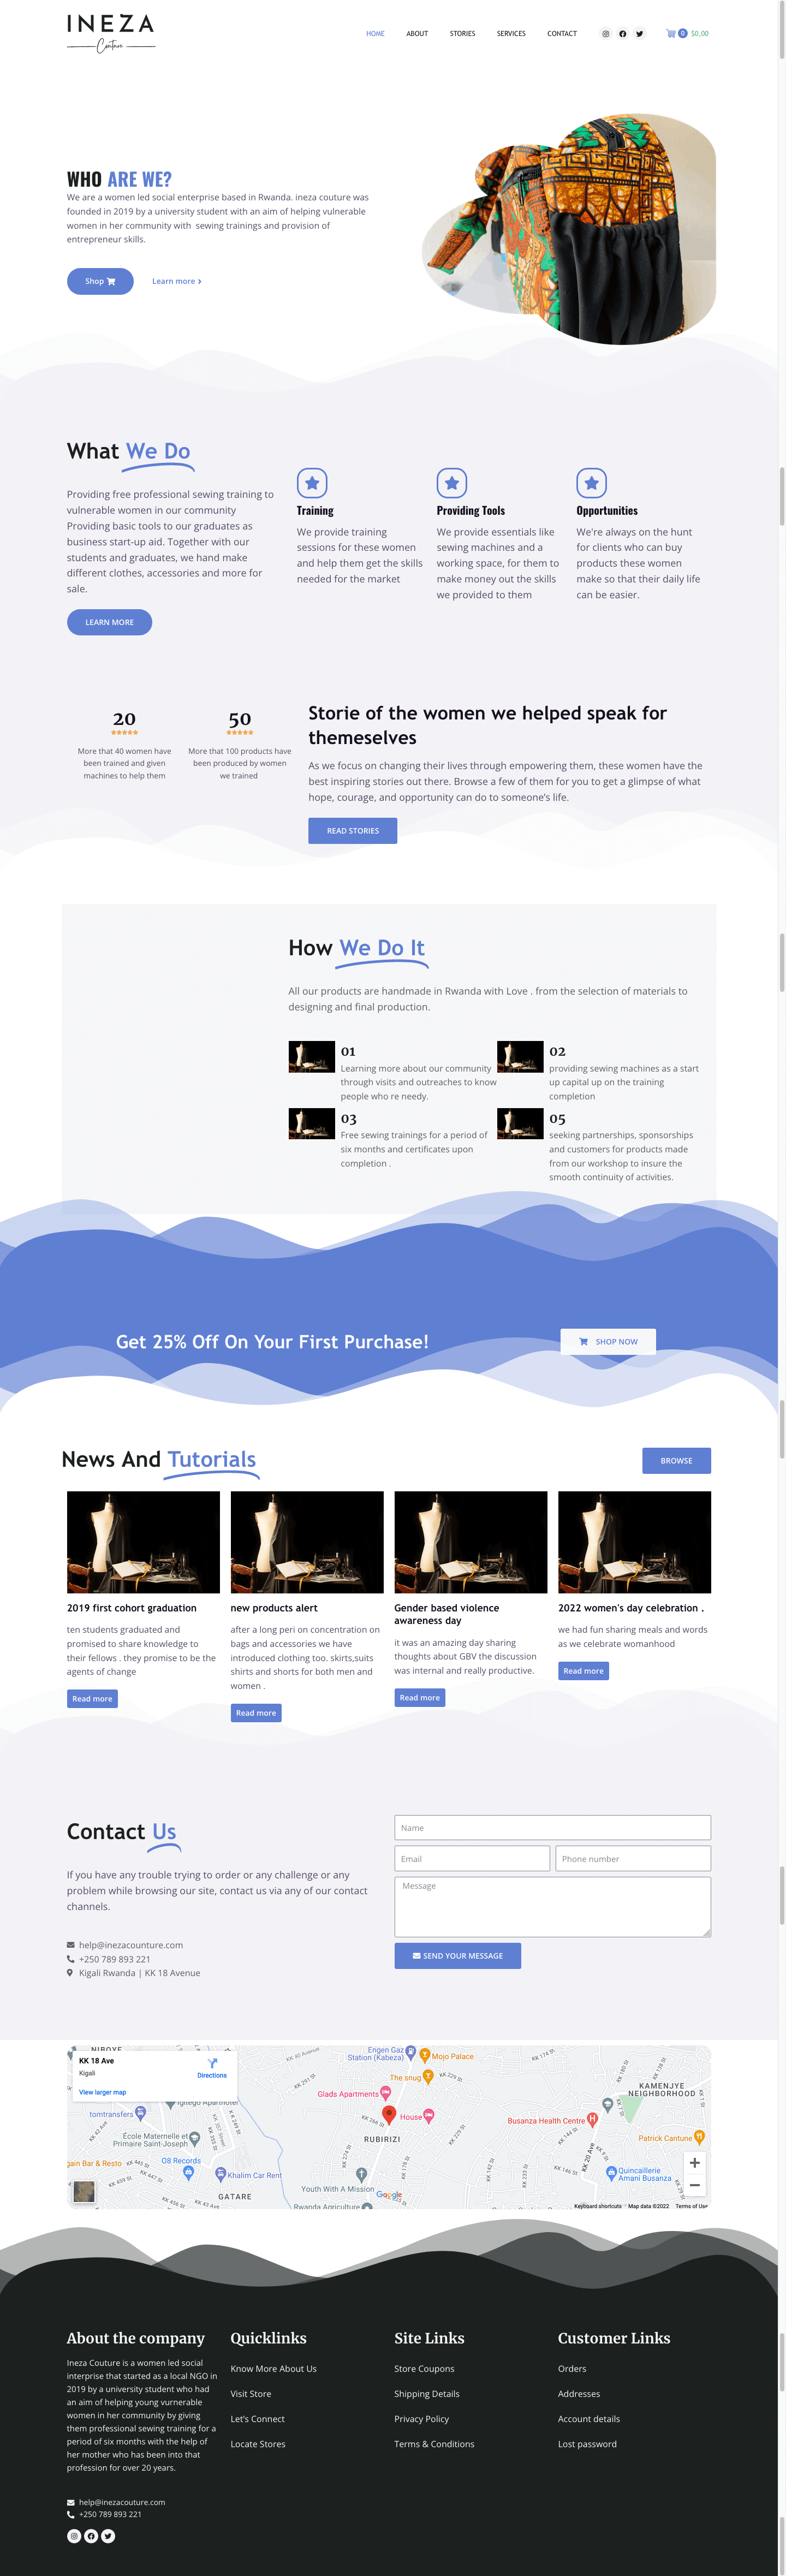 INEZA
Couture
HOME ABOUT STORIES SERVICES CONTACT 0 $0,00
WHO ARE WE?
We are a women led social enterprise based in Rwanda. ineza couture was
founded in 2019 by a university student with an aim of helping vulnerable
women in her community with sewing trainings and provision of
entrepreneur skills.
Shop Learn more
What We Do
Providing free professional sewing training to
vulnerable women in our community
Providing basic tools to our graduates as
business start-up aid. Together with our
students and graduates, we hand make
different clothes, accessories and more for
sale.
LEARN MORE
Training
We provide training
sessions for these women
and help them get the skills
needed for the market
Providing Tools
We provide essentials like
sewing machines and a
working space, for them to
make money out the skills
we provided to them
Opportunities
We're always on the hunt
for clients who can buy
products these women
make so that their daily life
can be easier.
20
More that 40 women have
been trained and given
machines to help them
50
More that 100 products have
been produced by women
we trained
Storie of the women we helped speak for
themeselves
As we focus on changing their lives through empowering them, these women have the
best inspiring stories out there. Browse a few of them for you to get a glimpse of what
hope, courage, and opportunity can do to someone's life.
READ STORIES
How We Do It
All our products are handmade in Rwanda with Love . from the selection of materials to
designing and final production.
01
Learning more about our community
through visits and outreaches to know
people who re needy.
02
providing sewing machines as a start
up capital up on the training
completion
03
Free sewing trainings for a period of
six months and certificates upon
completion .
05
seeking partnerships, sponsorships
and customers for products made
from our workshop to insure the
smooth continuity of activities.
Get 25% Off On Your First Purchase!
SHOP NOW
News And Tutorials
BROWSE
2019 first cohort graduation
ten students graduated and
promised to share knowledge to
their fellows . they promise to be the
agents of change
Read more
new products alert
after a long peri on concentration on
bags and accessories we have
introduced clothing too. skirts,suits
shirts and shorts for both men and
women .
Read more
Gender based violence
awareness day
it was an amazing day sharing
thoughts about GBV the discussion
was internal and really productive.
Read more
2022 women's day celebration .
we had fun sharing meals and words
as we celebrate womanhood
Read more
Contact Us
If you have any trouble trying to order or any challenge or any
problem while browsing our site, contact us via any of our contact
channels.
help@inezacounture.com
+250 789 893 221
Kigali Rwanda | KK 18 Avenue
Name
Email Phone number
Message
SEND YOUR MESSAGE
KK 18 Ave
Kigali
Directions
View larger map
NIBOYE
KK 40 Avenue
Engen Gaz
Station (Kabeza)
Mojo Palace
KK 17A St
KK 180 St
KK 138 St
The snug
KK 229 St
KK 291 St
Glads Apartments
KAMENJYE
NEIGHBORHOOD
tomtransfers
KK 266 St
House
Busanza Health Centre
École Maternelle et
Primaire Saint-Joseph
RUBIRIZI
KK 20 Ave
Patrick Cantune
gain Bar & Resto
O8 Records
Khalim Car Rent
Youth With A Mission
Quincaillerie
Amani Busanza
GATARE
Google
Rwanda Agriculture
Keyboard shortcuts Map data ©2022 Terms of Use
About the company
Ineza Couture is a women led social
interprise that started as a local NGO in
2019 by a university student who had
an aim of helping young vurnerable
women in her community by giving
them professional sewing training for a
period of six months with the help of
her mother who has been into that
profession for over 20 years.
help@inezacouture.com
+250 789 893 221
Quicklinks
Know More About Us
Visit Store
Let's Connect
Locate Stores
Site Links
Store Coupons
Shipping Details
Privacy Policy
Terms & Conditions
Customer Links
Orders
Addresses
Account details
Lost password